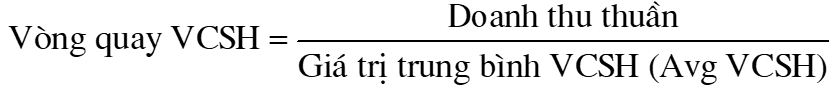 Vòng quay VCSH = Doanh thu thuần
Giá trị trung bình VCSH (Avg VCSH)